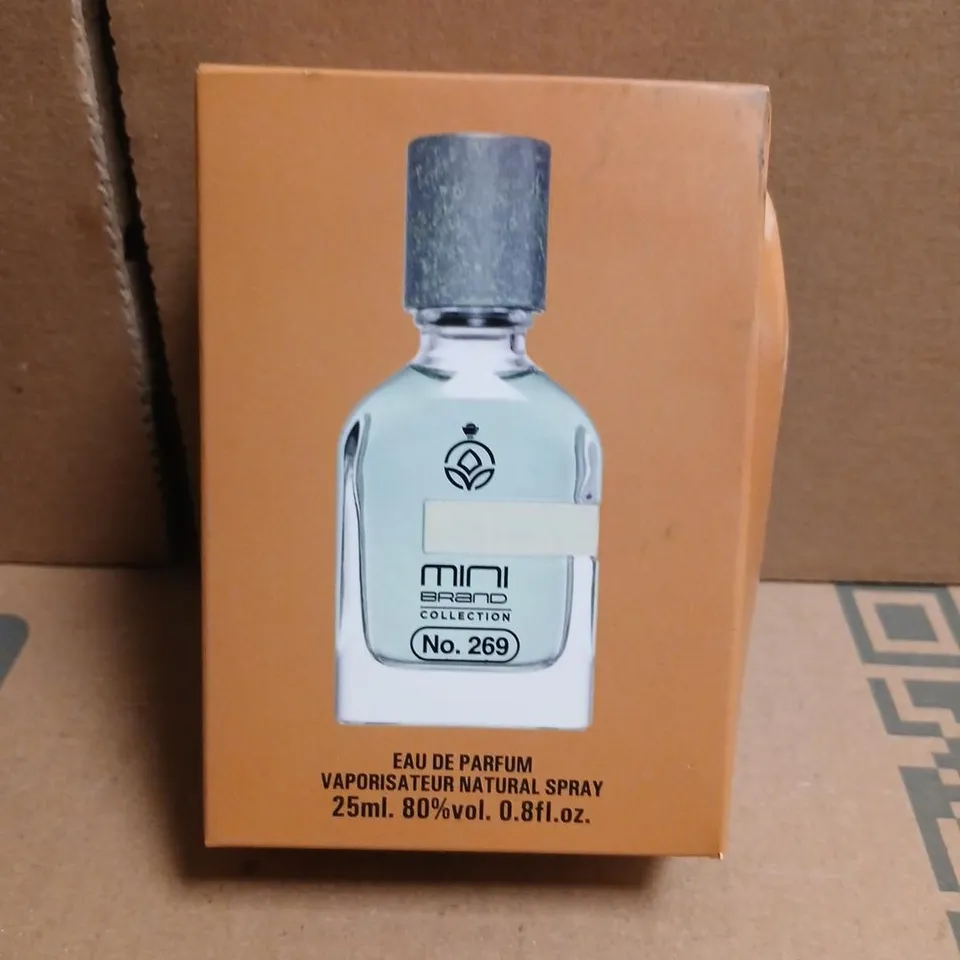 mini
BRAND
COLLECTION
No. 269
EAU DE PARFUM
VAPORISATEUR NATURAL SPRAY
25ml. 80%vol. 0.8fl.oz.